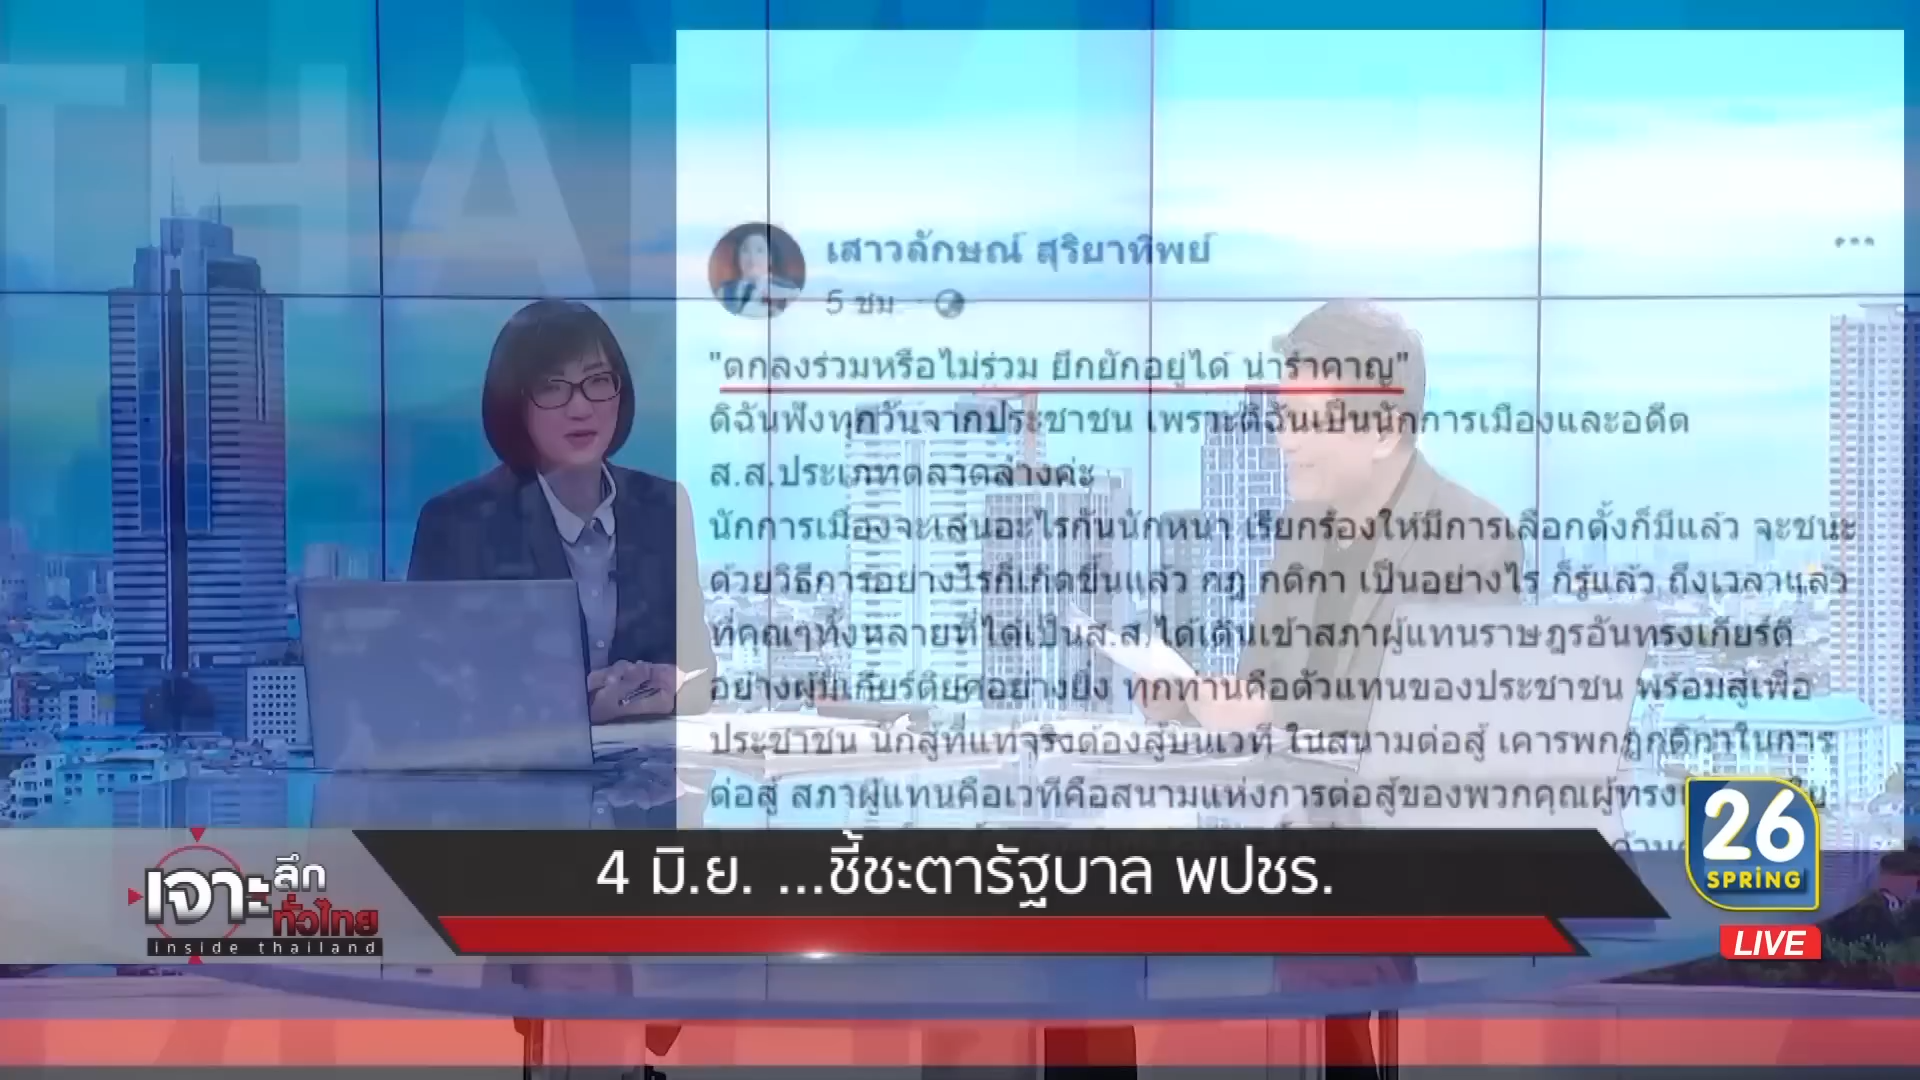 THAI
เสาวลักษณ์ สุริยาทิพย์
5 ชม
"ตกลงร่วมหรือไม่ร่วม ยึกยักอยู่ได้ น่ารำคาญ"
ดิฉันฟังทุกวันจากประชาชน เพราะดิฉันเป็นนักการเมืองและอดีต
ส.ส.ประเภทตลาดล่างค่ะ
นักการเมืองจะเล่นอะไรกันนักหนา เรียกร้องให้มีการเลือกตั้งก็มีแล้ว จะชนะ
ด้วยวิธีการอย่างไรก็เกิดขึ้นแล้ว กฎ กติกา เป็นอย่างไร ก็รู้แล้ว ถึงเวลาแล้ว
ที่คุณๆทั้งหลายที่ได้เป็นส.ส.ได้เดินเข้าสภาผู้แทนราษฎรอันทรงเกียรติ
อย่างผู้มีเกียรติยศอย่างยิ่ง ทุกท่านคือตัวแทนของประชาชน พร้อมสู้เพื่อ
ประชาชน นักสู้ที่แท้จริงต้องสู้บนเวที ในสนามต่อสู้ เคารพกฎกติกาในการ
ต่อสู้ สภาผู้แทนคือเวทีคือสนามแห่งการต่อสู้ของพวกคุณผู้ทรง
4 มิ.ย. ...ชี้ชะตารัฐบาล พปชร.
เจาะลึก
ทั่วไทย
inside thailand
26
SPRiNG
LIVE